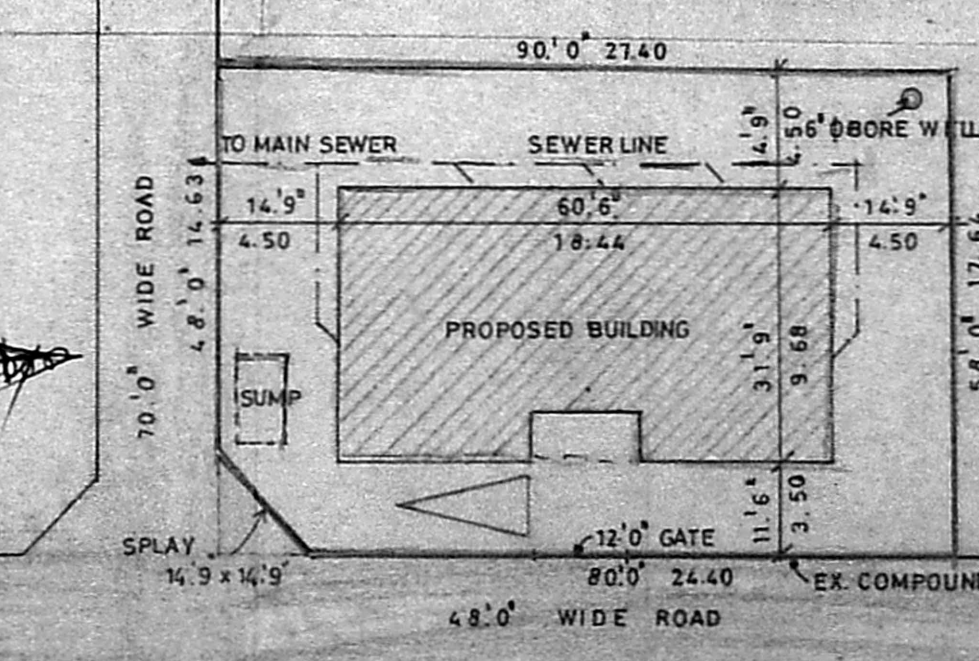 90'.0" 27.40
6" Ø BORE WELL
4'.9"
4.50
TO MAIN SEWER
SEWER LINE
14'.9"
4.50
60'.6"
18.44
14'.9"
4.50
48'.0" 14.63
70'.0" WIDE ROAD
PROPOSED BUILDING
31'.9"
9.68
SUMP
11'.6"
3.50
12'0" GATE
SPLAY
14'.9 x 14'.9"
80'.0" 24.40
EX. COMPOUN
48'.0" WIDE ROAD